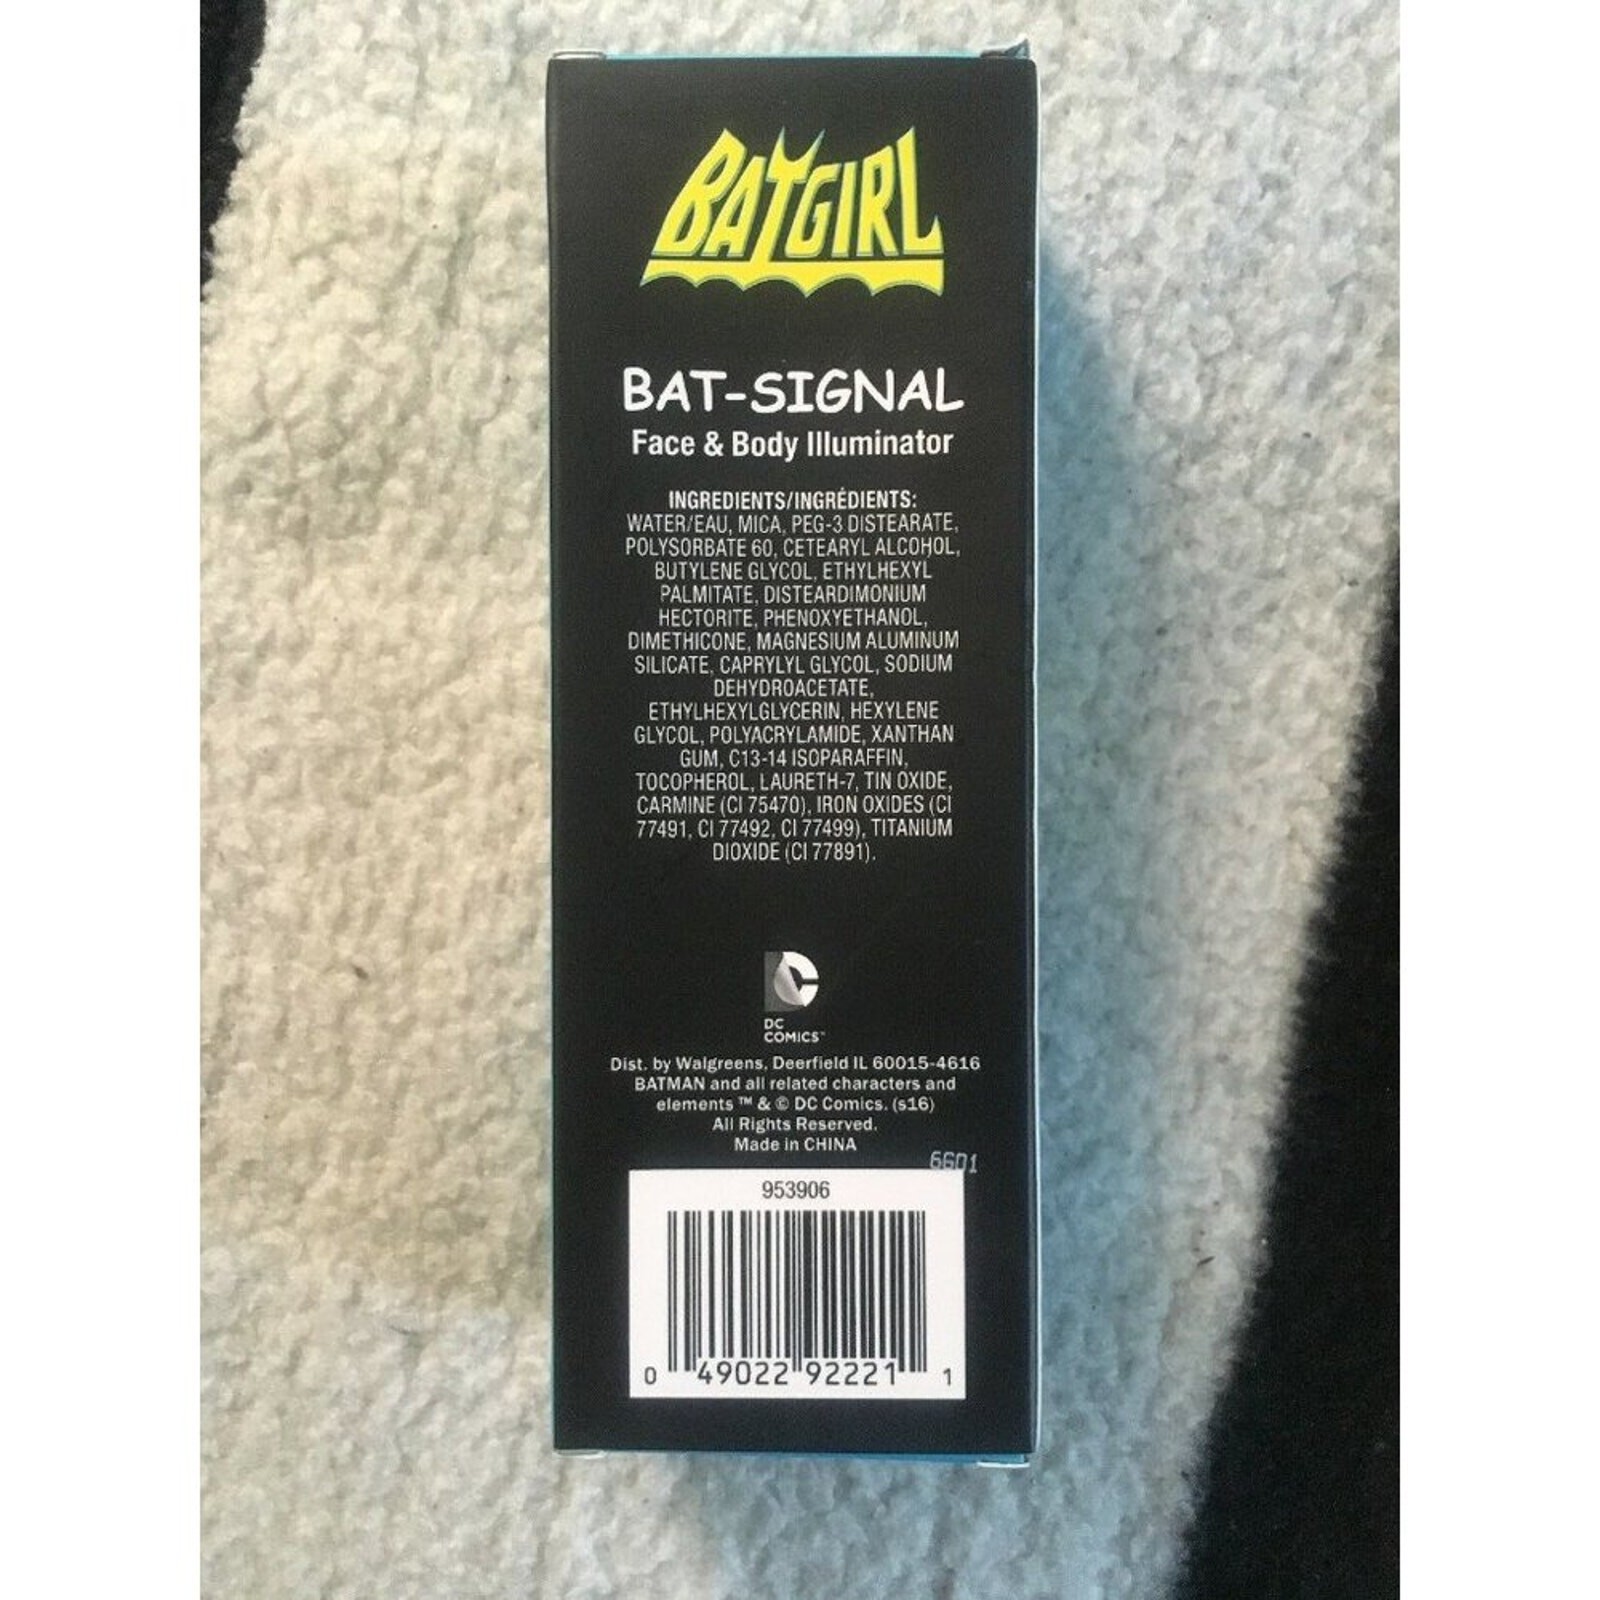 BATGIRL
BAT-SIGNAL
Face & Body Illuminator
INGREDIENTS/INGRÉDIENTS:
WATER/EAU, MICA, PEG-3 DISTEARATE,
POLYSORBATE 60, CETEARYL ALCOHOL,
BUTYLENE GLYCOL, ETHYLHEXYL
PALMITATE, DISTEARDIMONIUM
HECTORITE, PHENOXYETHANOL,
DIMETHICONE, MAGNESIUM ALUMINUM
SILICATE, CAPRYLYL GLYCOL, SODIUM
DEHYDROACETATE,
ETHYLHEXYLGLYCERIN, HEXYLENE
GLYCOL, POLYACRYLAMIDE, XANTHAN
GUM, C13-14 ISOPARAFFIN,
TOCOPHEROL, LAURETH-7, TIN OXIDE,
CARMINE (CI 75470), IRON OXIDES (CI
77491, CI 77492, CI 77499), TITANIUM
DIOXIDE (CI 77891).
DC
COMICS™
Dist. by Walgreens, Deerfield IL 60015-4616
BATMAN and all related characters and
elements ™ & © DC Comics. (s16)
All Rights Reserved.
Made in CHINA
6601
953906
0 49022 92221 1